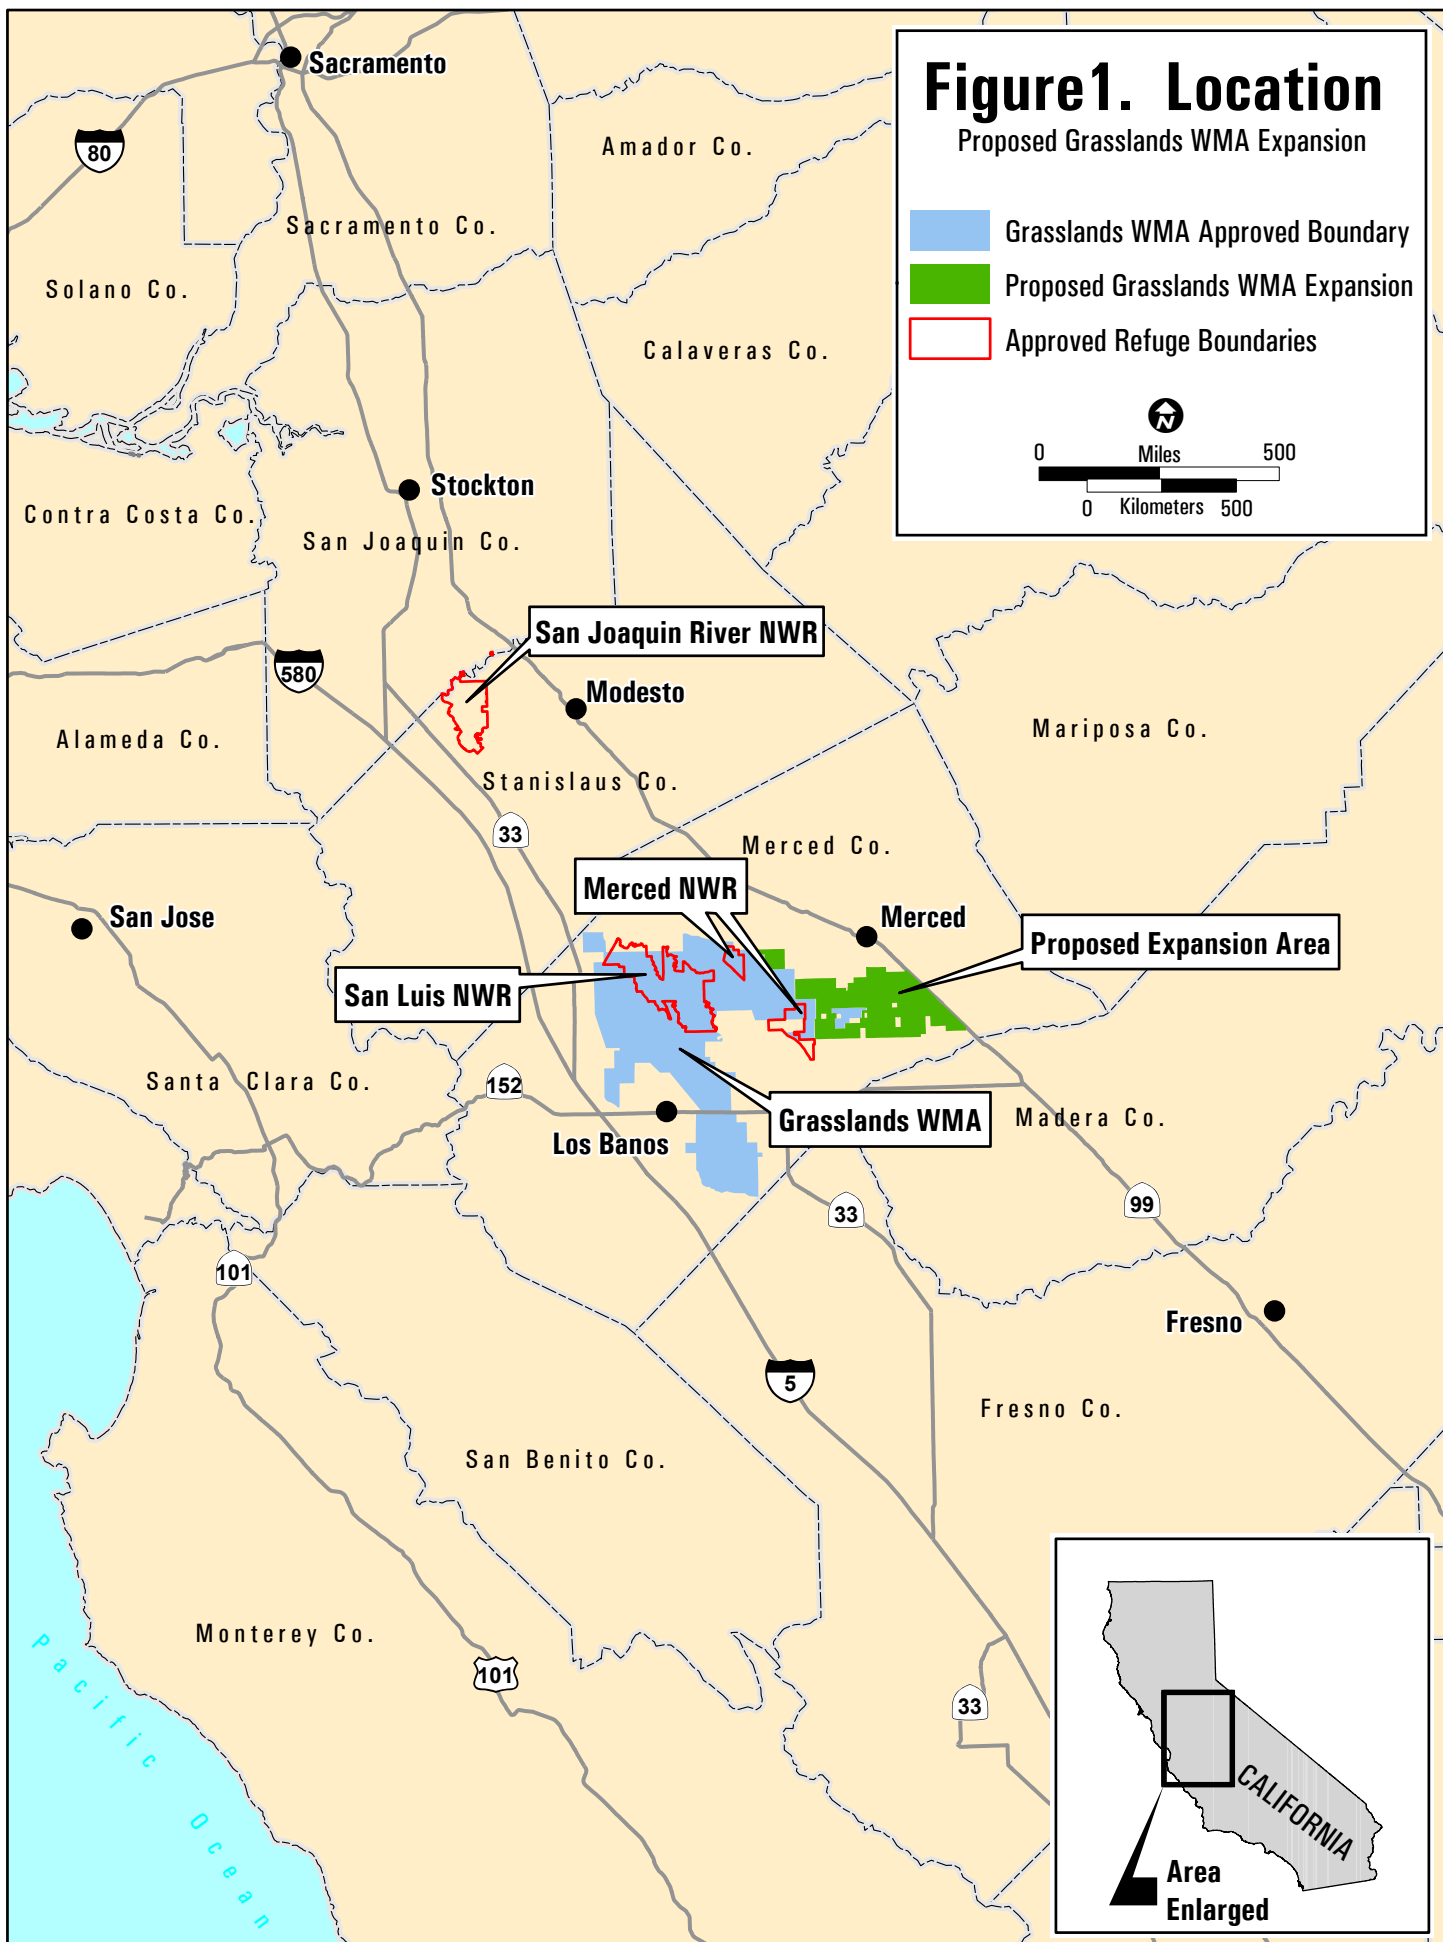 Figure1. Location
Proposed Grasslands WMA Expansion
Grasslands WMA Approved Boundary
Proposed Grasslands WMA Expansion
Approved Refuge Boundaries
N
0 Miles 500
0 Kilometers 500
Sacramento
80
Amador Co.
Sacramento Co.
Solano Co.
Calaveras Co.
Stockton
Contra Costa Co.
San Joaquin Co.
San Joaquin River NWR
580
Modesto
Mariposa Co.
Alameda Co.
Stanislaus Co.
33
Merced Co.
Merced NWR
San Jose
Merced
Proposed Expansion Area
San Luis NWR
Santa Clara Co.
152
Grasslands WMA
Madera Co.
Los Banos
99
33
101
Fresno
5
Fresno Co.
San Benito Co.
Monterey Co.
101
33
Pacific Ocean
CALIFORNIA
Area
Enlarged